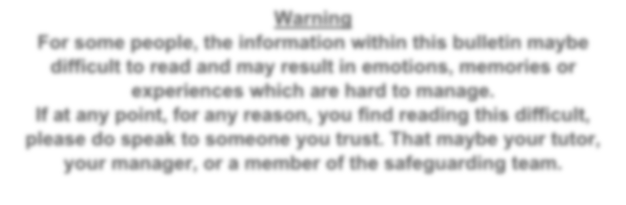 Warning
For some people, the information within this bulletin maybe
difficult to read and may result in emotions, memories or
experiences which are hard to manage.
If at any point, for any reason, you find reading this difficult,
please do speak to someone you trust. That maybe your tutor,
your manager, or a member of the safeguarding team.